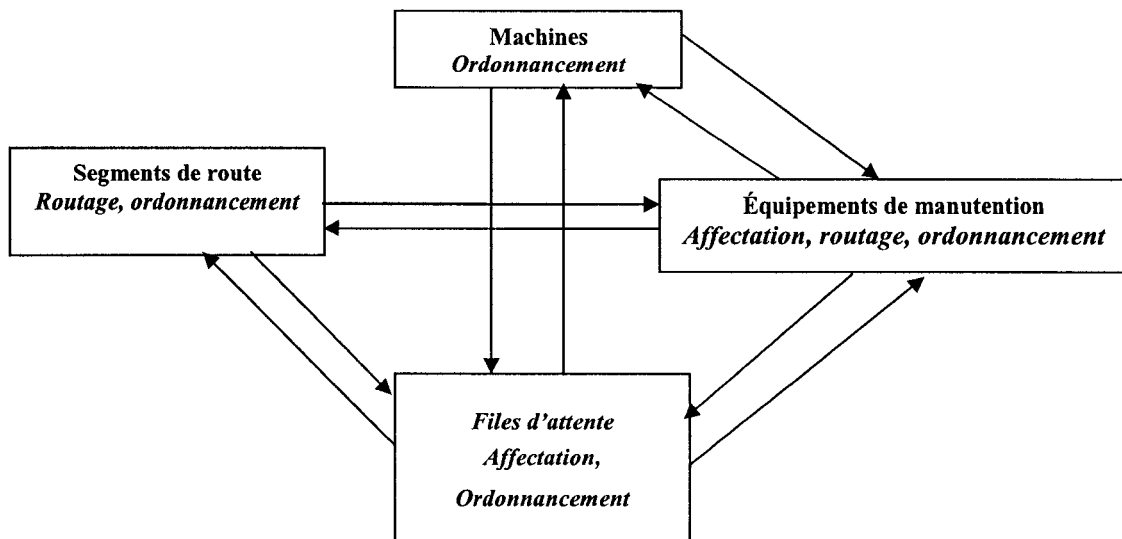 Machines
Ordonnancement
Segments de route
Routage, ordonnancement
Équipements de manutention
Affectation, routage, ordonnancement
Files d'attente
Affectation,
Ordonnancement